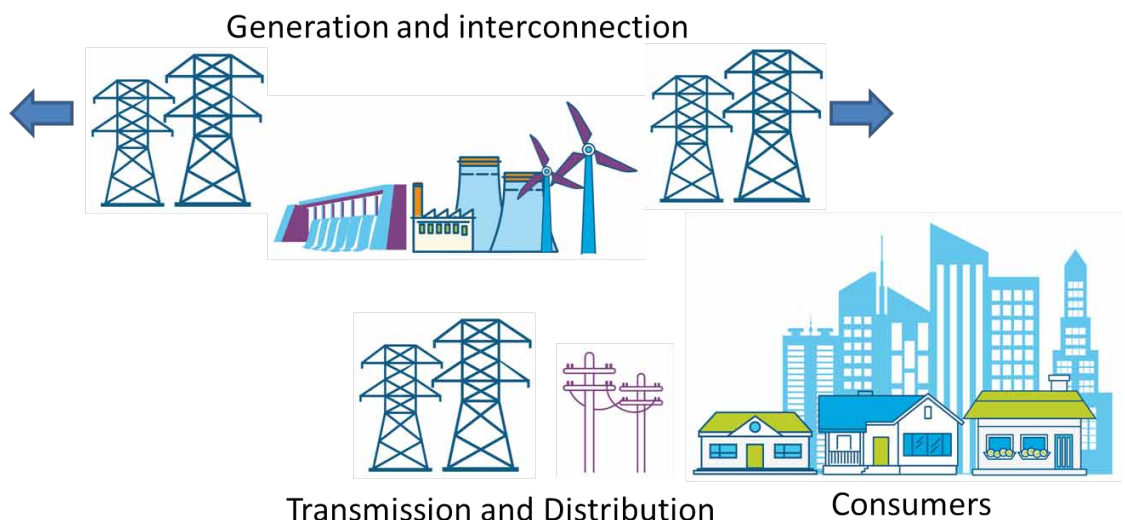 Generation and interconnection
Transmission and Distribution
Consumers